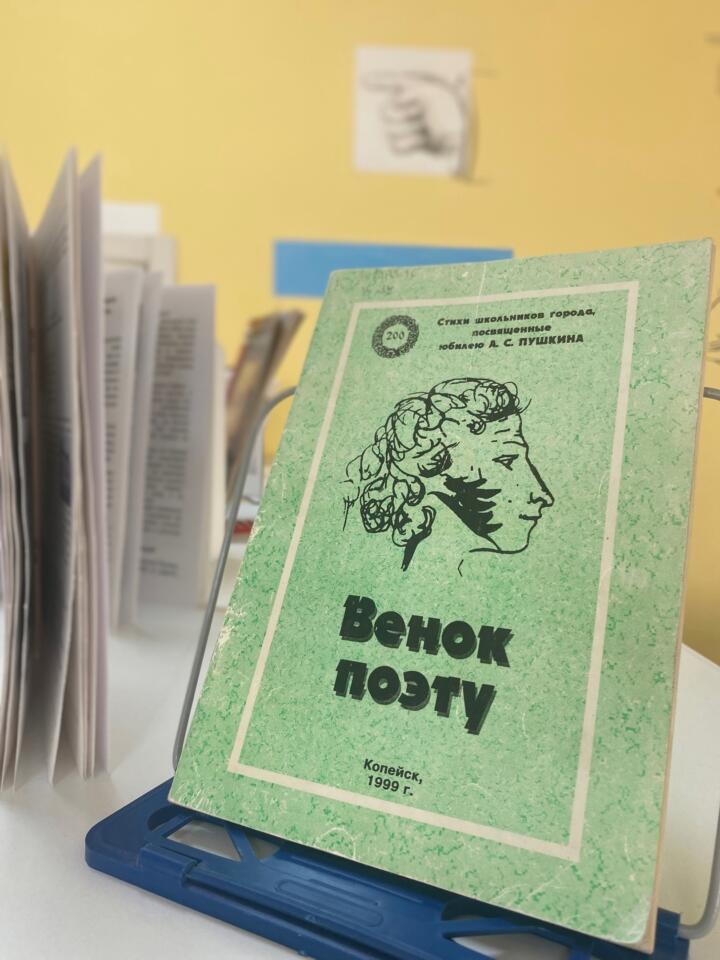 200
Стихи школьников города,
посвященные
юбилею А. С. ПУШКИНА
Венок
поэту
Копейск,
1999 г.